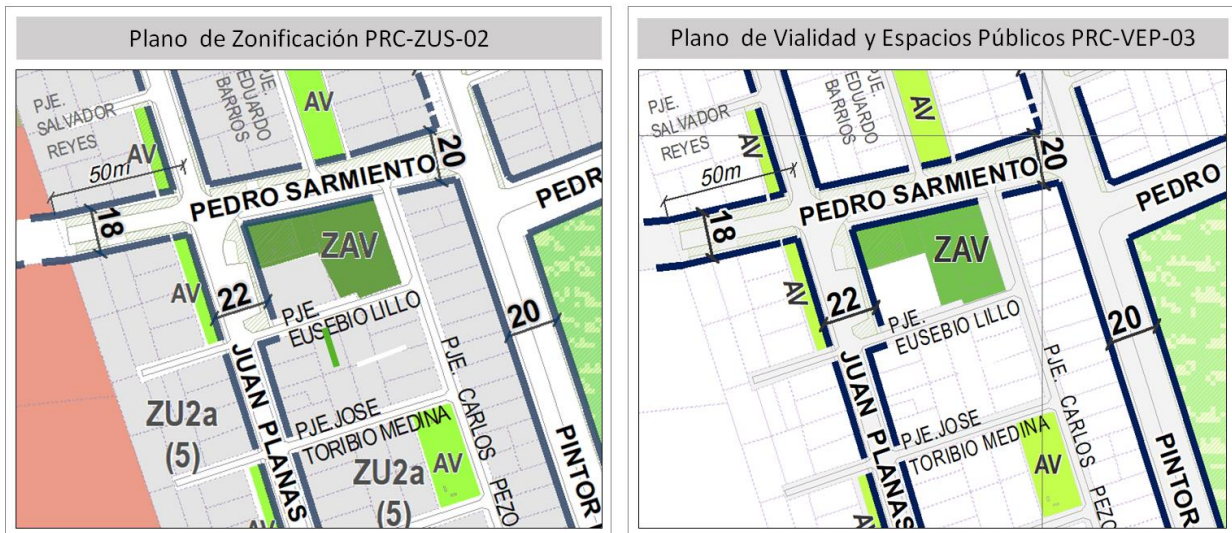 Plano de Zonificación PRC-ZUS-02
PJE.
SALVADOR
REYES
50m
AV
PJE.
EDUARDO
BARRIOS
AV
20
PEDRO SARMIENTO
PEDR
18
ZAV
AV
22
PJE.
EUSEBIO LILLO
20
JUAN PLANAS
ZU2a
(5)
PJE. JOSE
TORIBIO MEDINA
PJE. CARLOS PEZO
AV
ZU2a
(5)
AV
PINTOR
Plano de Vialidad y Espacios Públicos PRC-VEP-03
PJE.
SALVADOR
REYES
50m
AV
PJE.
EDUARDO
BARRIOS
AV
20
PEDRO SARMIENTO
PEDRO
18
ZAV
AV
22
PJE.
EUSEBIO LILLO
20
JUAN PLANAS
PJE. JOSE
TORIBIO MEDINA
PJE. CARLOS PEZO
AV
AV
PINTOR